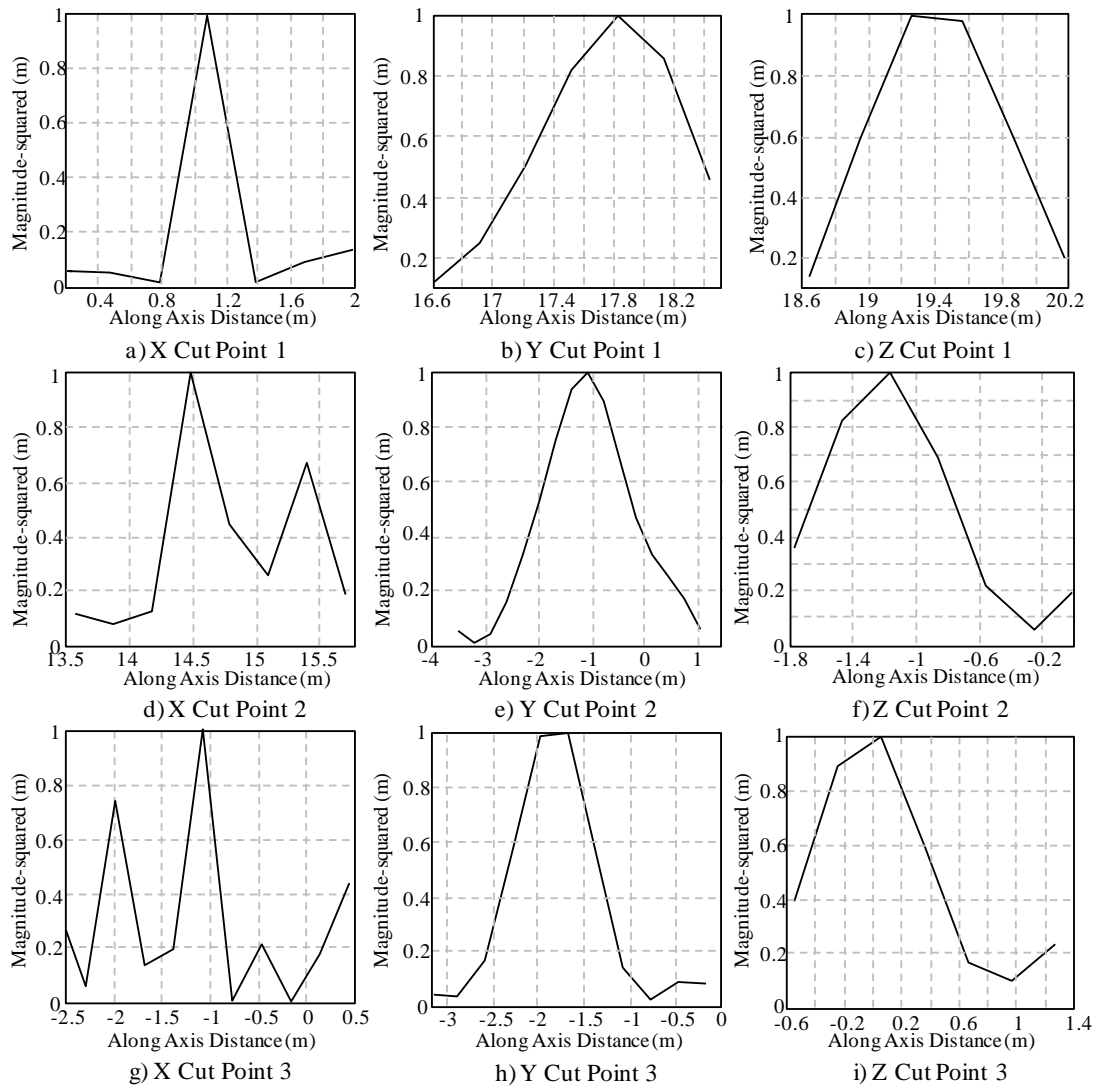 1
0.8
0.6
0.4
0.2
0
Magnitude-squared (m)
0.4 0.8 1.2 1.6 2
Along Axis Distance (m)
a) X Cut Point 1
1
0.8
0.6
0.4
0.2
Magnitude-squared (m)
16.6 17 17.4 17.8 18.2
Along Axis Distance (m)
b) Y Cut Point 1
1
0.8
0.6
0.4
0.2
Magnitude-squared (m)
18.6 19 19.4 19.8 20.2
Along Axis Distance (m)
c) Z Cut Point 1
1
0.8
0.6
0.4
0.2
0
Magnitude-squared (m)
13.5 14 14.5 15 15.5
Along Axis Distance (m)
d) X Cut Point 2
1
0.8
0.6
0.4
0.2
0
Magnitude-squared (m)
-4 -3 -2 -1 0 1
Along Axis Distance (m)
e) Y Cut Point 2
1
0.8
0.6
0.4
0.2
0
Magnitude-squared (m)
-1.8 -1.4 -1 -0.6 -0.2
Along Axis Distance (m)
f) Z Cut Point 2
1
0.8
0.6
0.4
0.2
0
Magnitude-squared (m)
-2.5 -2 -1.5 -1 -0.5 0 0.5
Along Axis Distance (m)
g) X Cut Point 3
1
0.8
0.6
0.4
0.2
0
Magnitude-squared (m)
-3 -2.5 -2 -1.5 -1 -0.5 0
Along Axis Distance (m)
h) Y Cut Point 3
1
0.8
0.6
0.4
0.2
0
Magnitude-squared (m)
-0.6 -0.2 0.2 0.6 1 1.4
Along Axis Distance (m)
i) Z Cut Point 3